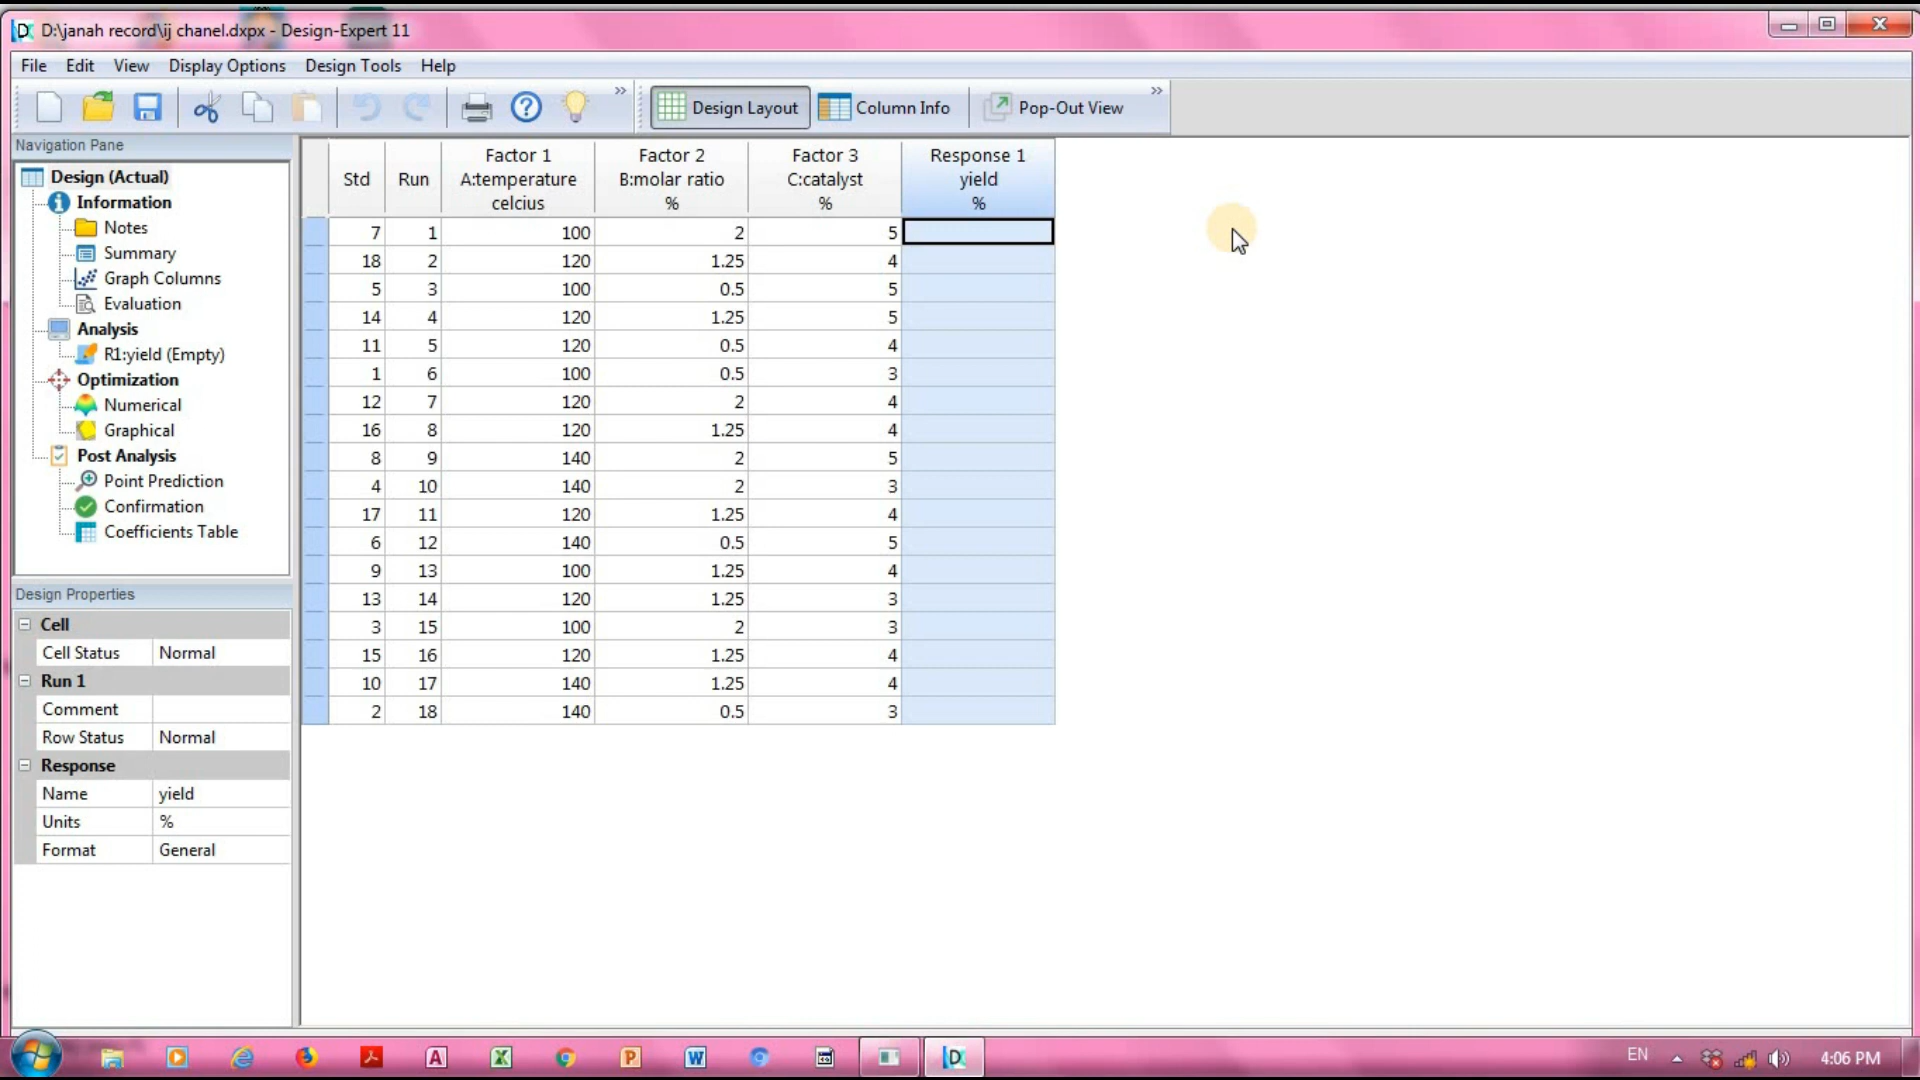 D:\janah record\ij chanel.dxpx - Design-Expert 11
File Edit View Display Options Design Tools Help
Design Layout Column Info Pop-Out View
Navigation Pane
Design (Actual)
Information
Notes
Summary
Graph Columns
Evaluation
Analysis
R1:yield (Empty)
Optimization
Numerical
Graphical
Post Analysis
Point Prediction
Confirmation
Coefficients Table
Design Properties
Cell
Cell Status Normal
Run 1
Comment
Row Status Normal
Response
Name yield
Units %
Format General
Factor 1 Factor 2 Factor 3 Response 1
Std Run A:temperature B:molar ratio C:catalyst yield
celcius % % %
7 1 100 2 5
18 2 120 1.25 4
5 3 100 0.5 5
14 4 120 1.25 5
11 5 120 0.5 4
1 6 100 0.5 3
12 7 120 2 4
16 8 120 1.25 4
8 9 140 2 5
4 10 140 2 3
17 11 120 1.25 4
6 12 140 0.5 5
9 13 100 1.25 4
13 14 120 1.25 3
3 15 100 2 3
15 16 120 1.25 4
10 17 140 1.25 4
2 18 140 0.5 3
EN 4:06 PM